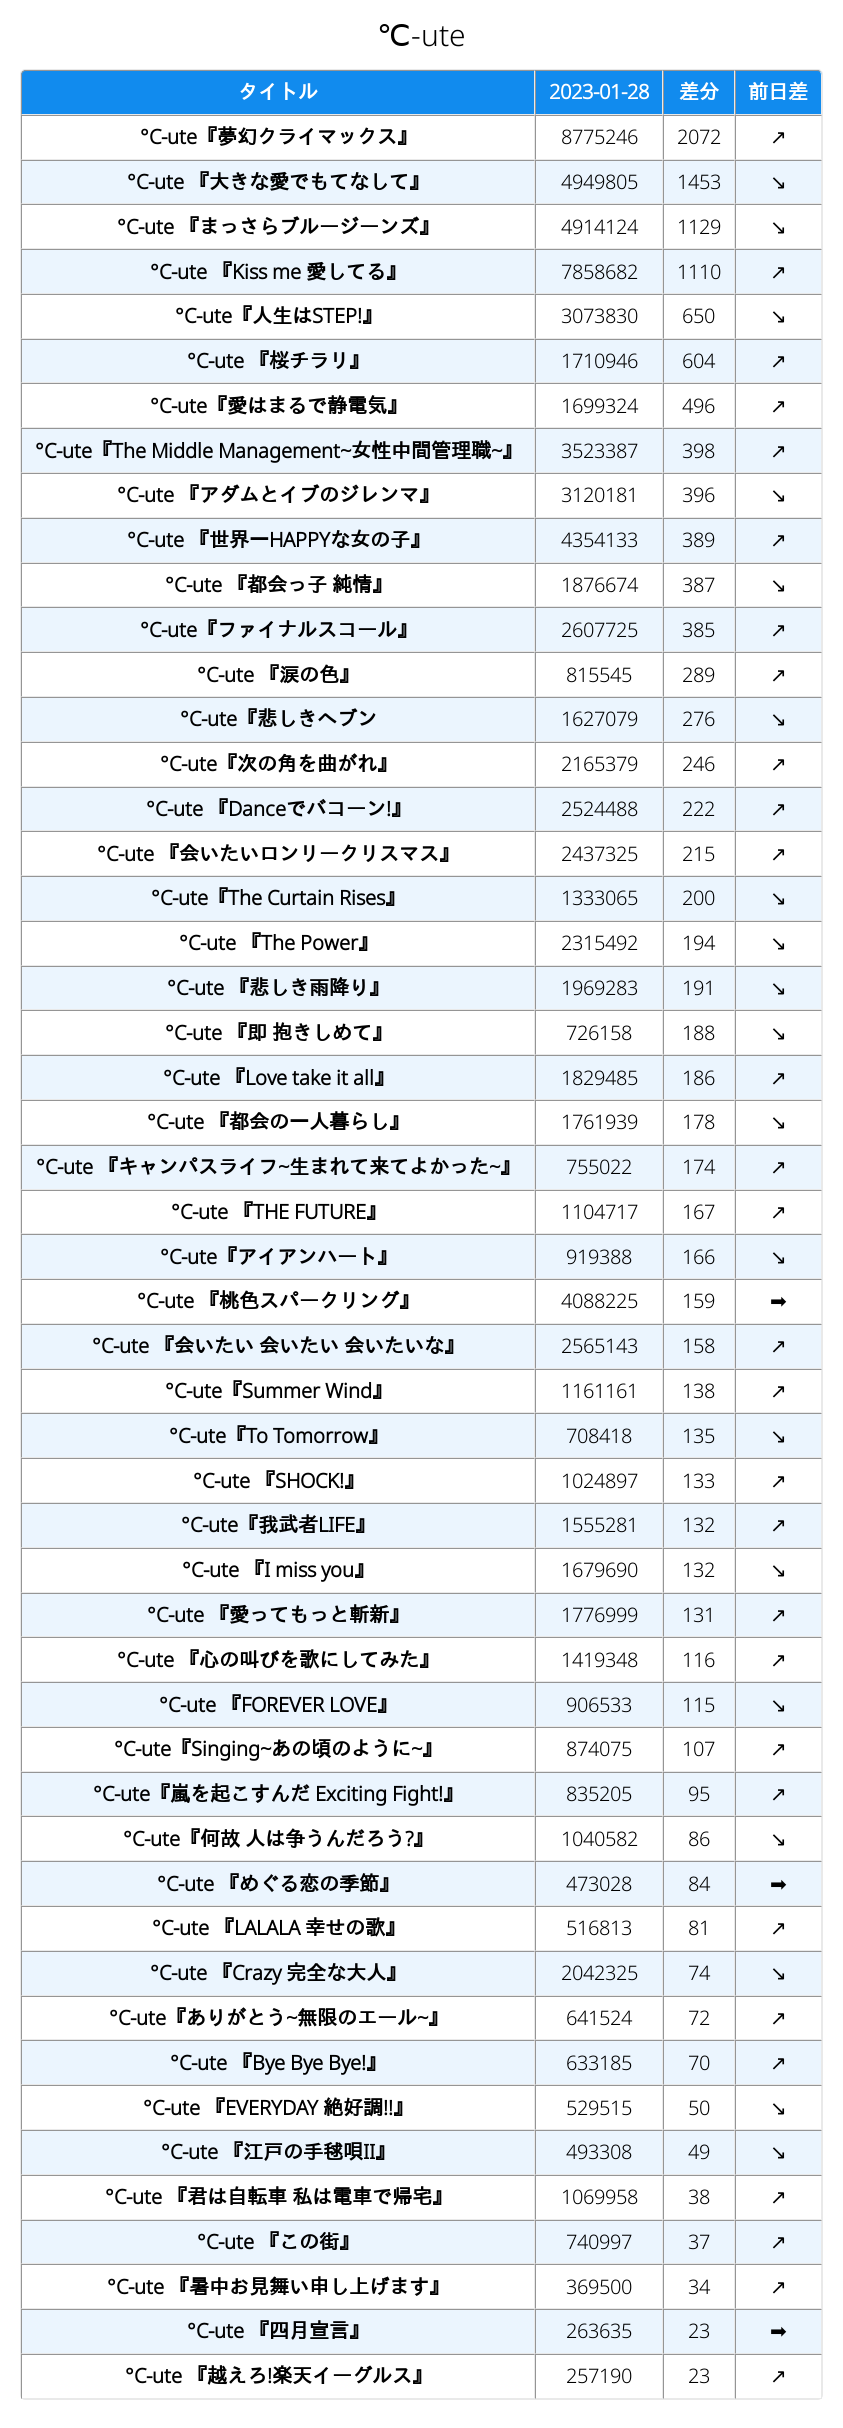 ℃-ute
タイトル 2023-01-28 差分 前日差
°C-ute『夢幻クライマックス』 8775246 2072 ↗
°C-ute 『大きな愛でもてなして』 4949805 1453 ↘
°C-ute 『まっさらブルージーンズ』 4914124 1129 ↘
°C-ute 『Kiss me 愛してる』 7858682 1110 ↗
°C-ute『人生はSTEP!』 3073830 650 ↘
°C-ute 『桜チラリ』 1710946 604 ↗
°C-ute『愛はまるで静電気』 1699324 496 ↗
°C-ute『The Middle Management~女性中間管理職~』 3523387 398 ↗
°C-ute 『アダムとイブのジレンマ』 3120181 396 ↘
°C-ute 『世界一HAPPYな女の子』 4354133 389 ↗
°C-ute 『都会っ子 純情』 1876674 387 ↘
°C-ute『ファイナルスコール』 2607725 385 ↗
°C-ute 『涙の色』 815545 289 ↗
°C-ute『悲しきヘブン 1627079 276 ↘
°C-ute『次の角を曲がれ』 2165379 246 ↗
°C-ute 『Danceでバコーン!』 2524488 222 ↗
°C-ute 『会いたいロンリークリスマス』 2437325 215 ↗
°C-ute『The Curtain Rises』 1333065 200 ↘
°C-ute 『The Power』 2315492 194 ↘
°C-ute 『悲しき雨降り』 1969283 191 ↘
°C-ute 『即 抱きしめて』 726158 188 ↘
°C-ute 『Love take it all』 1829485 186 ↗
°C-ute 『都会の一人暮らし』 1761939 178 ↘
°C-ute 『キャンパスライフ~生まれて来てよかった~』 755022 174 ↗
°C-ute 『THE FUTURE』 1104717 167 ↗
°C-ute『アイアンハート』 919388 166 ↘
°C-ute 『桃色スパークリング』 4088225 159 ➡
°C-ute 『会いたい 会いたい 会いたいな』 2565143 158 ↗
°C-ute『Summer Wind』 1161161 138 ↗
°C-ute『To Tomorrow』 708418 135 ↘
°C-ute 『SHOCK!』 1024897 133 ↗
°C-ute『我武者LIFE』 1555281 132 ↗
°C-ute 『I miss you』 1679690 132 ↘
°C-ute 『愛ってもっと斬新』 1776999 131 ↗
°C-ute 『心の叫びを歌にしてみた』 1419348 116 ↗
°C-ute 『FOREVER LOVE』 906533 115 ↘
°C-ute『Singing~あの頃のように~』 874075 107 ↗
°C-ute『嵐を起こすんだ Exciting Fight!』 835205 95 ↗
°C-ute『何故 人は争うんだろう?』 1040582 86 ↘
°C-ute 『めぐる恋の季節』 473028 84 ➡
°C-ute 『LALALA 幸せの歌』 516813 81 ↗
°C-ute 『Crazy 完全な大人』 2042325 74 ↘
°C-ute『ありがとう~無限のエール~』 641524 72 ↗
°C-ute 『Bye Bye Bye!』 633185 70 ↗
°C-ute 『EVERYDAY 絶好調!!』 529515 50 ↘
°C-ute 『江戸の手毬唄II』 493308 49 ↘
°C-ute 『君は自転車 私は電車で帰宅』 1069958 38 ↗
°C-ute 『この街』 740997 37 ↗
°C-ute 『暑中お見舞い申し上げます』 369500 34 ↗
°C-ute 『四月宣言』 263635 23 ➡
°C-ute 『越えろ!楽天イーグルス』 257190 23 ↗